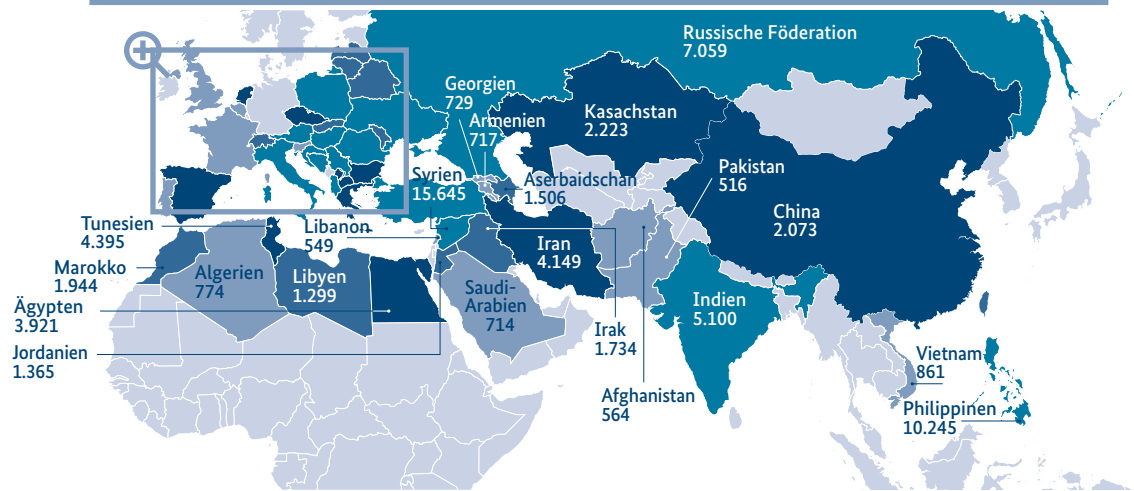 Russische Föderation
7.059
Georgien
729
Armenien
717
Kasachstan
2.223
Syrien
15.645
Aserbaidschan
1.506
Pakistan
516
China
2.073
Tunesien
4.395
Libanon
549
Iran
4.149
Marokko
1.944
Algerien
774
Libyen
1.299
Saudi-
Arabien
714
Indien
5.100
Ägypten
3.921
Irak
1.734
Jordanien
1.365
Vietnam
861
Afghanistan
564
Philippinen
10.245